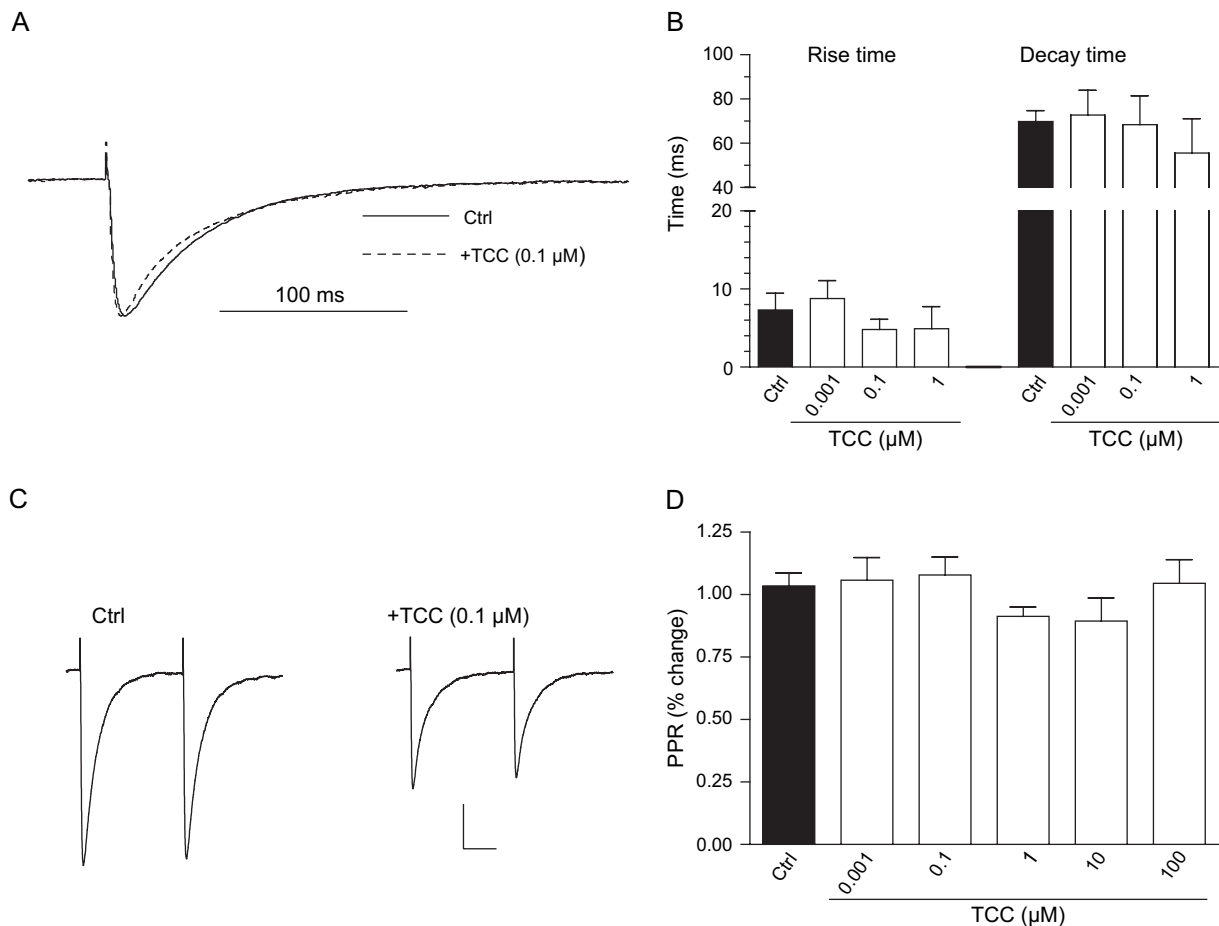 A
Ctrl
+TCC (0.1 µM)
100 ms
B
Rise time
Decay time
Time (ms)
100
80
60
40
20
10
0
Ctrl
0.001
0.1
1
TCC (µM)
Ctrl
0.001
0.1
1
TCC (µM)
C
Ctrl
+TCC (0.1 µM)
D
PPR (% change)
1.25
1.00
0.75
0.50
0.25
0.00
Ctrl
0.001
0.1
1
10
100
TCC (µM)